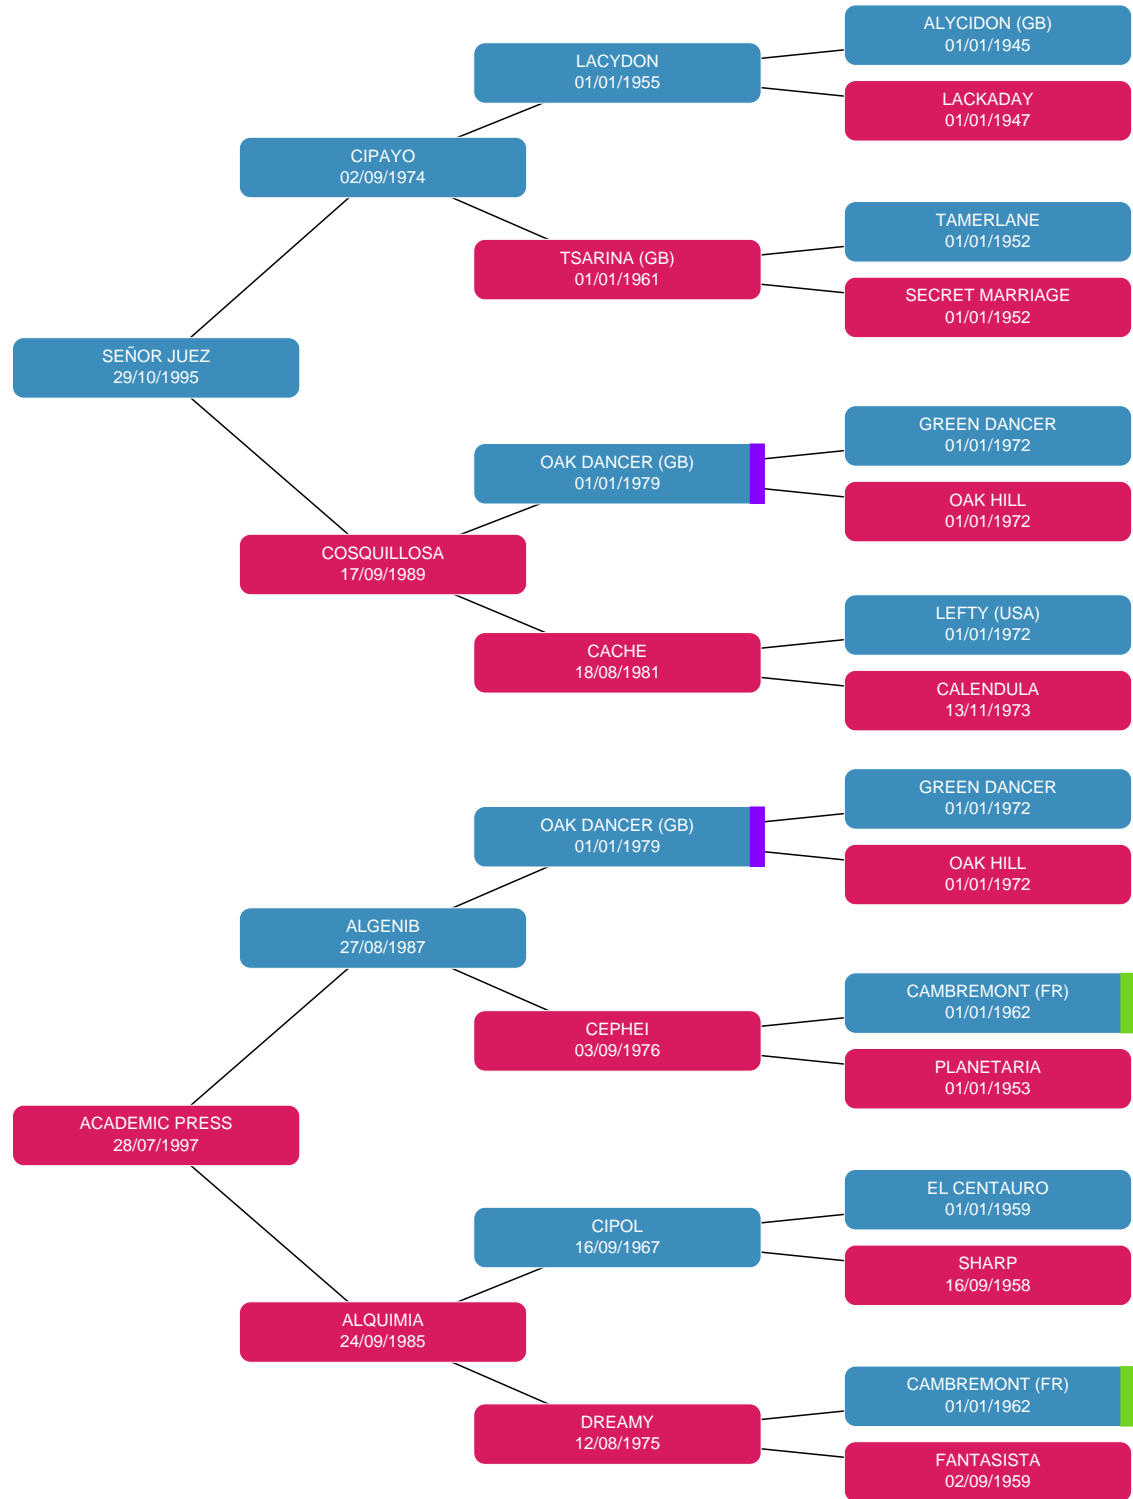 ALYCIDON (GB)
01/01/1945
LACYDON
01/01/1955
LACKADAY
01/01/1947
CIPAYO
02/09/1974
TAMERLANE
01/01/1952
TSARINA (GB)
01/01/1961
SECRET MARRIAGE
01/01/1952
SEÑOR JUEZ
29/10/1995
GREEN DANCER
01/01/1972
OAK DANCER (GB)
01/01/1979
OAK HILL
01/01/1972
COSQUILLOSA
17/09/1989
LEFTY (USA)
01/01/1972
CACHE
18/08/1981
CALENDULA
13/11/1973
GREEN DANCER
01/01/1972
OAK DANCER (GB)
01/01/1979
OAK HILL
01/01/1972
ALGENIB
27/08/1987
CAMBREMONT (FR)
01/01/1962
CEPHEI
03/09/1976
PLANETARIA
01/01/1953
ACADEMIC PRESS
28/07/1997
EL CENTAURO
01/01/1959
CIPOL
16/09/1967
SHARP
16/09/1958
ALQUIMIA
24/09/1985
CAMBREMONT (FR)
01/01/1962
DREAMY
12/08/1975
FANTASISTA
02/09/1959